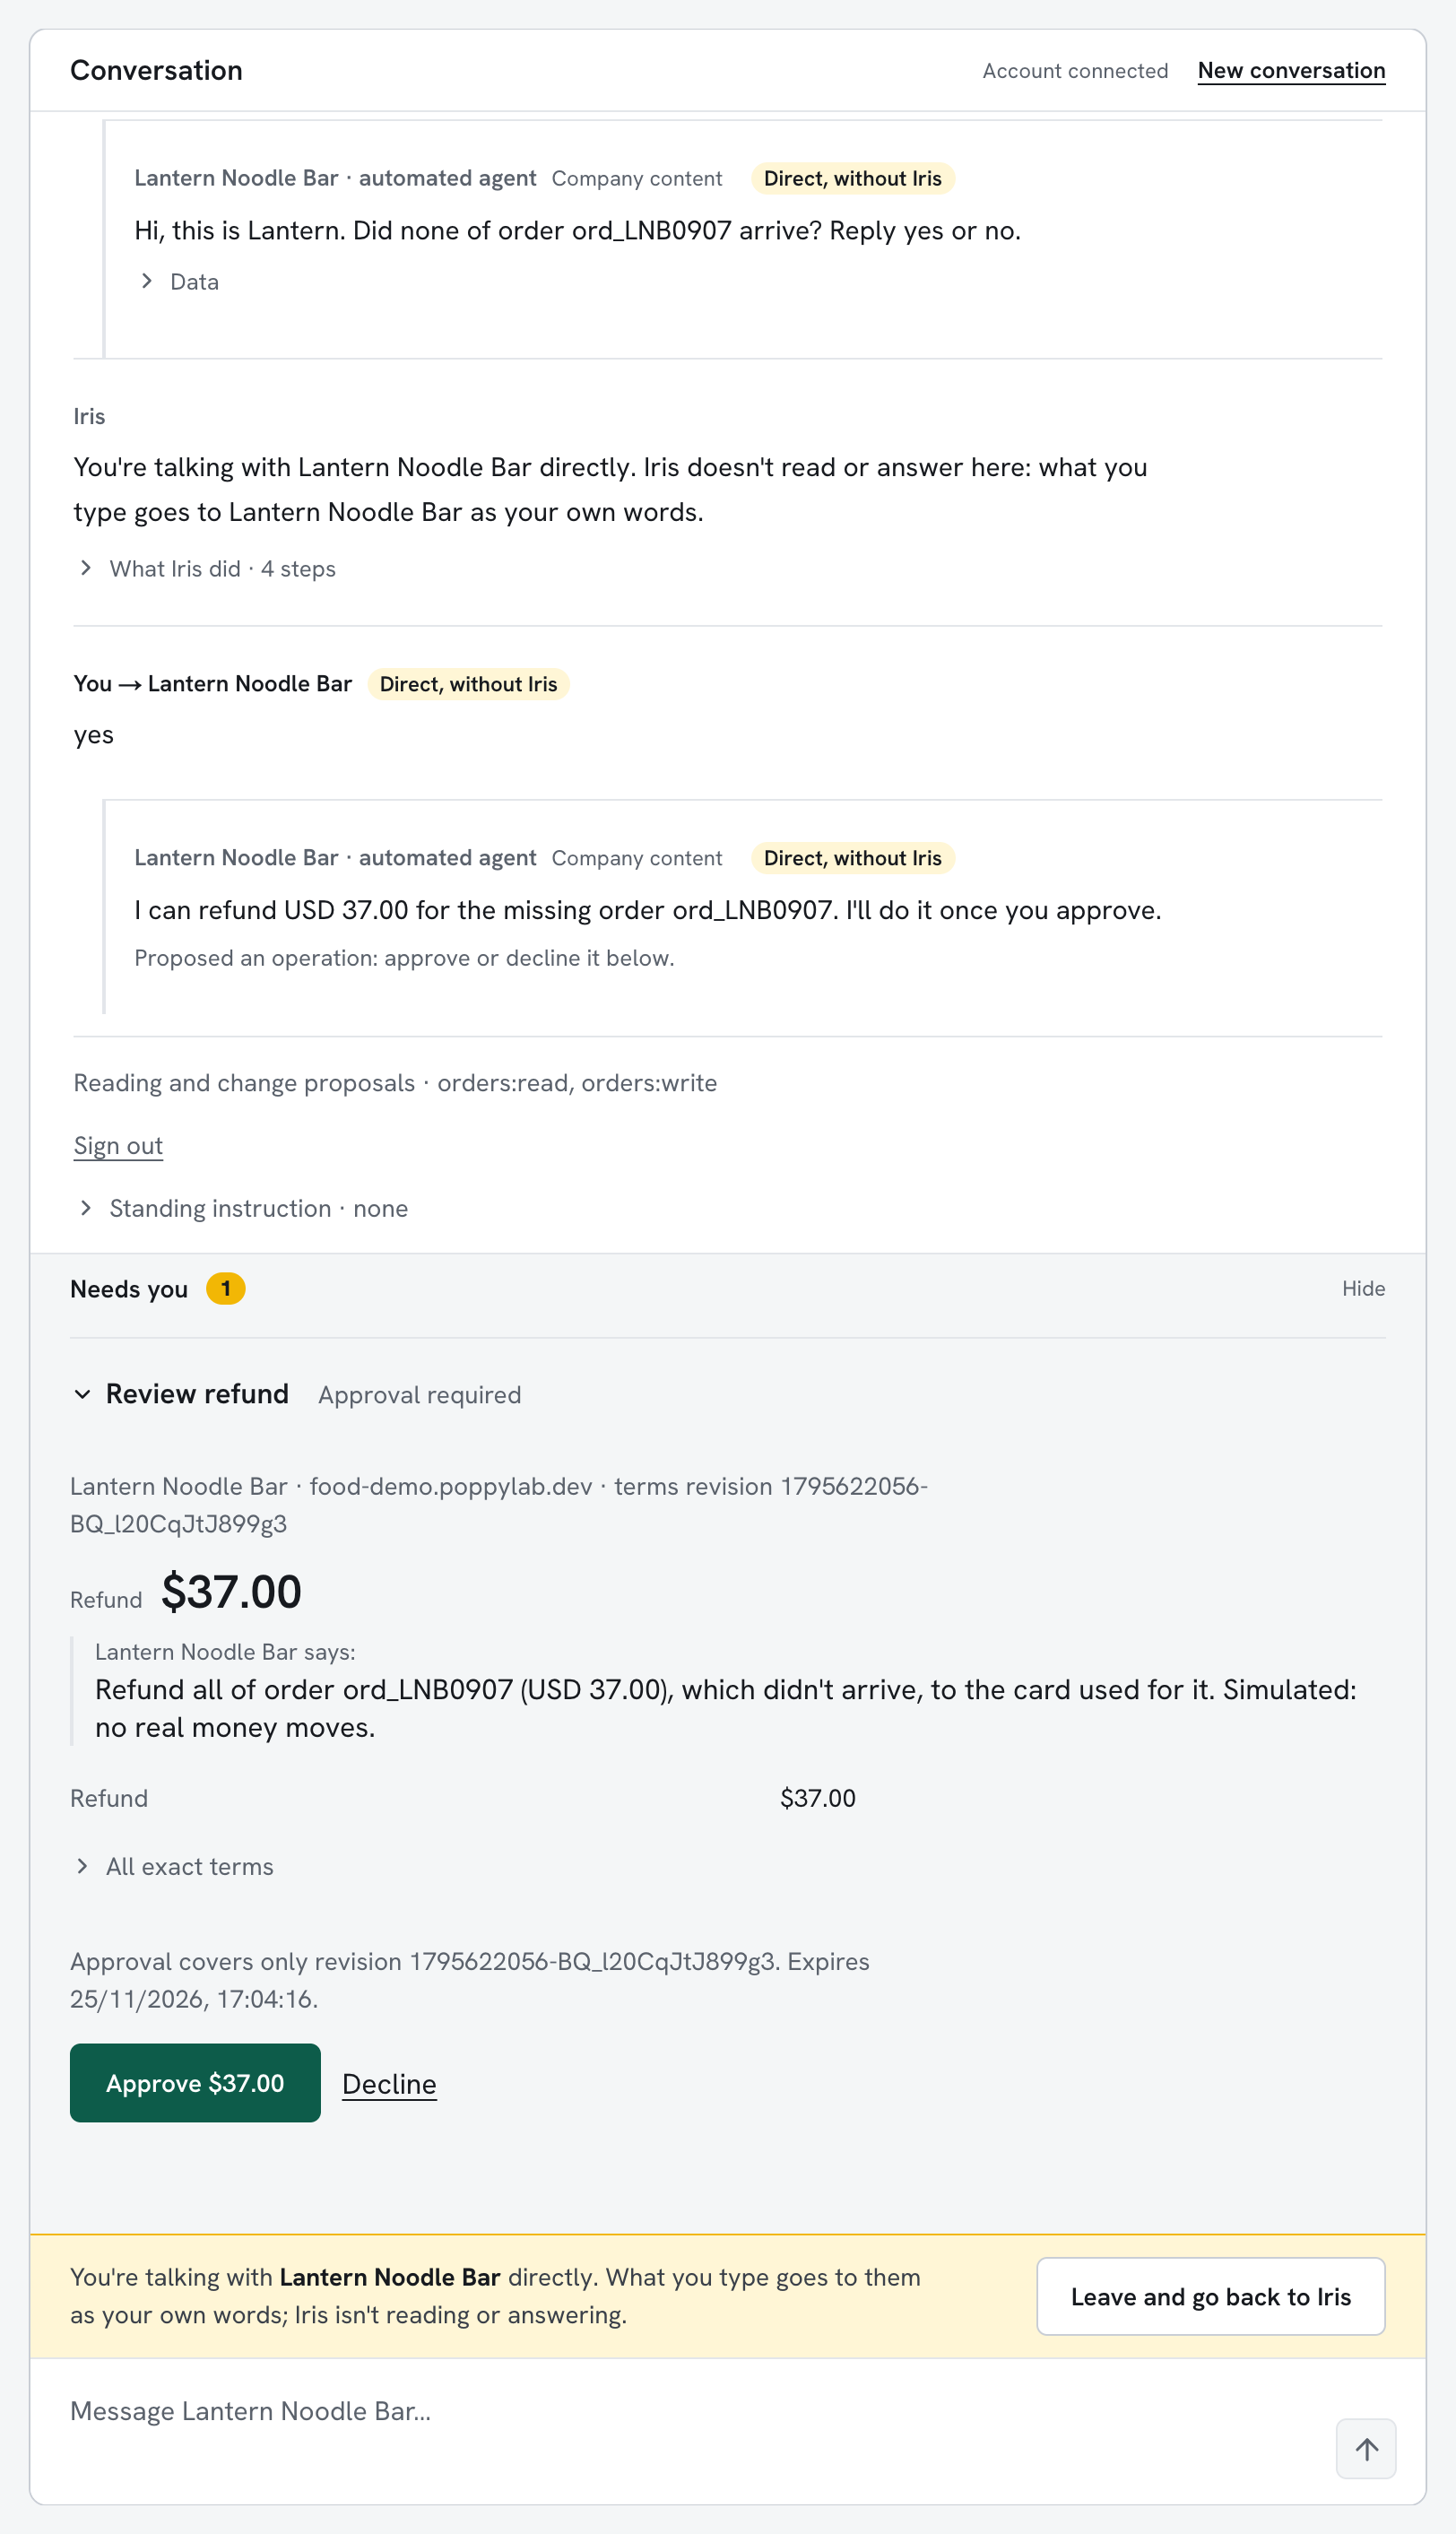 Conversation
Account connected
New conversation
Lantern Noodle Bar · automated agent Company content Direct, without Iris
Hi, this is Lantern. Did none of order ord_LNB0907 arrive? Reply yes or no.
Data
Iris
You're talking with Lantern Noodle Bar directly. Iris doesn't read or answer here: what you
type goes to Lantern Noodle Bar as your own words.
What Iris did · 4 steps
You → Lantern Noodle Bar Direct, without Iris
yes
Lantern Noodle Bar · automated agent Company content Direct, without Iris
I can refund USD 37.00 for the missing order ord_LNB0907. I'll do it once you approve.
Proposed an operation: approve or decline it below.
Reading and change proposals · orders:read, orders:write
Sign out
Standing instruction · none
Needs you 1
Hide
Review refund Approval required
Lantern Noodle Bar · food-demo.poppylab.dev · terms revision 1795622056-
BQ_l20CqJtJ899g3
Refund $37.00
Lantern Noodle Bar says:
Refund all of order ord_LNB0907 (USD 37.00), which didn't arrive, to the card used for it. Simulated:
no real money moves.
Refund $37.00
All exact terms
Approval covers only revision 1795622056-BQ_l20CqJtJ899g3. Expires
25/11/2026, 17:04:16.
Approve $37.00 Decline
You're talking with Lantern Noodle Bar directly. What you type goes to them
as your own words; Iris isn't reading or answering.
Leave and go back to Iris
Message Lantern Noodle Bar...